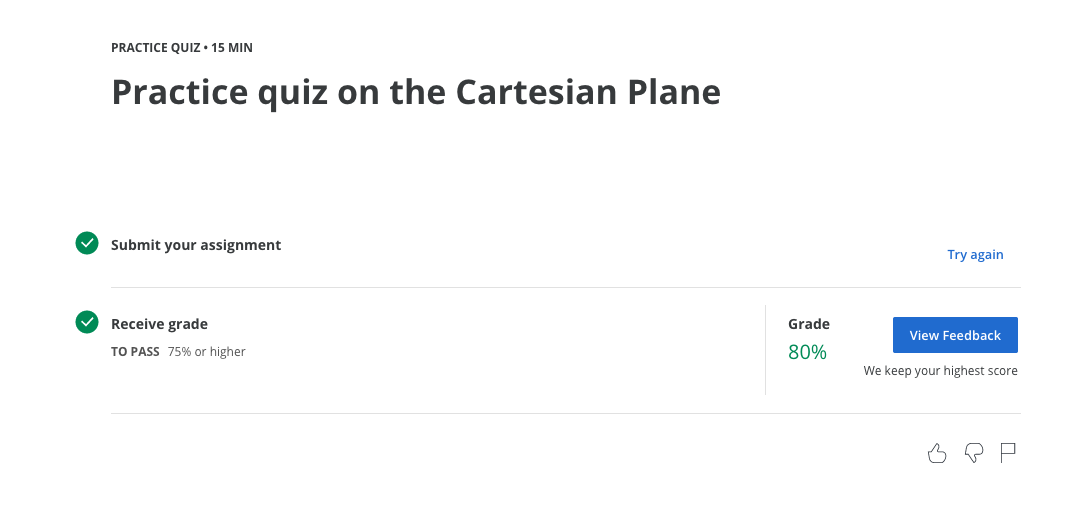 PRACTICE QUIZ • 15 MIN
Practice quiz on the Cartesian Plane
Submit your assignment
Try again
Receive grade
TO PASS 75% or higher
Grade
80%
View Feedback
We keep your highest score